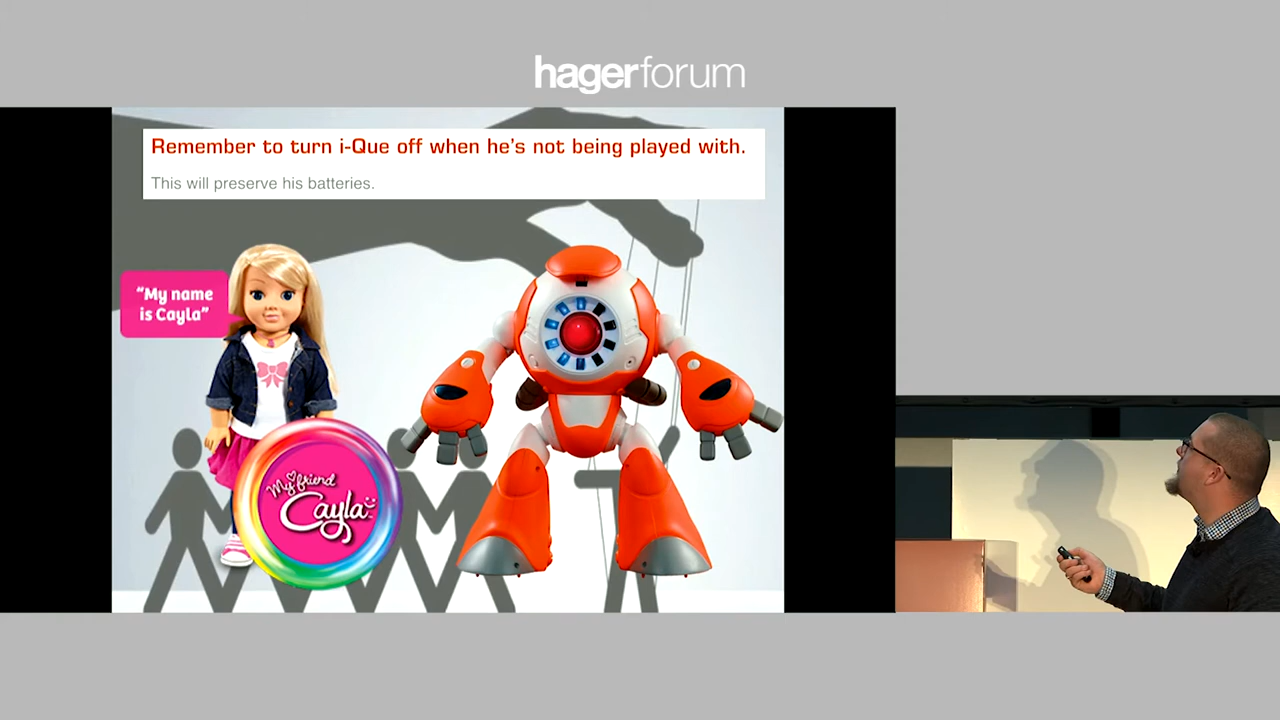 hagerforum
Remember to turn i-Que off when he's not being played with.
This will preserve his batteries.
"My name
is Cayla"
My friend
Cayla